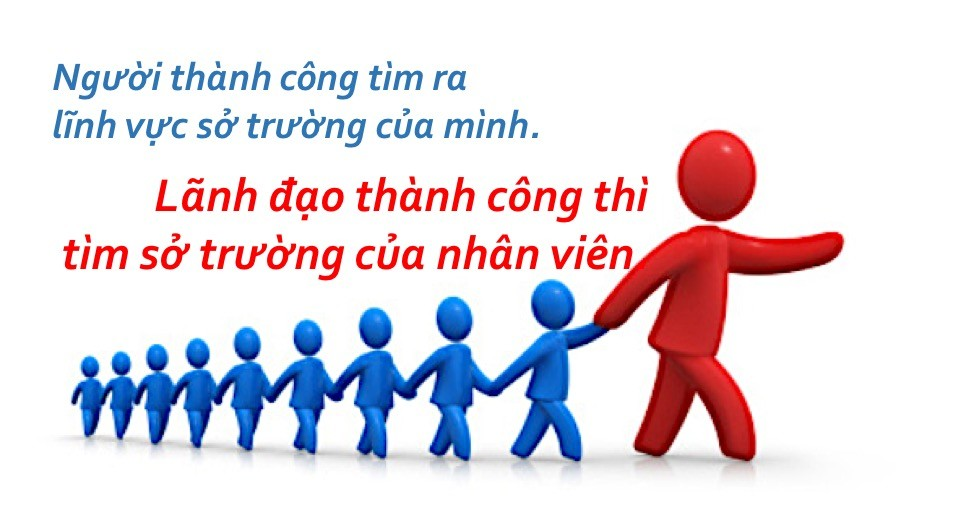 Người thành công tìm ra
lĩnh vực sở trường của mình.
Lãnh đạo thành công thì
tìm sở trường của nhân viên